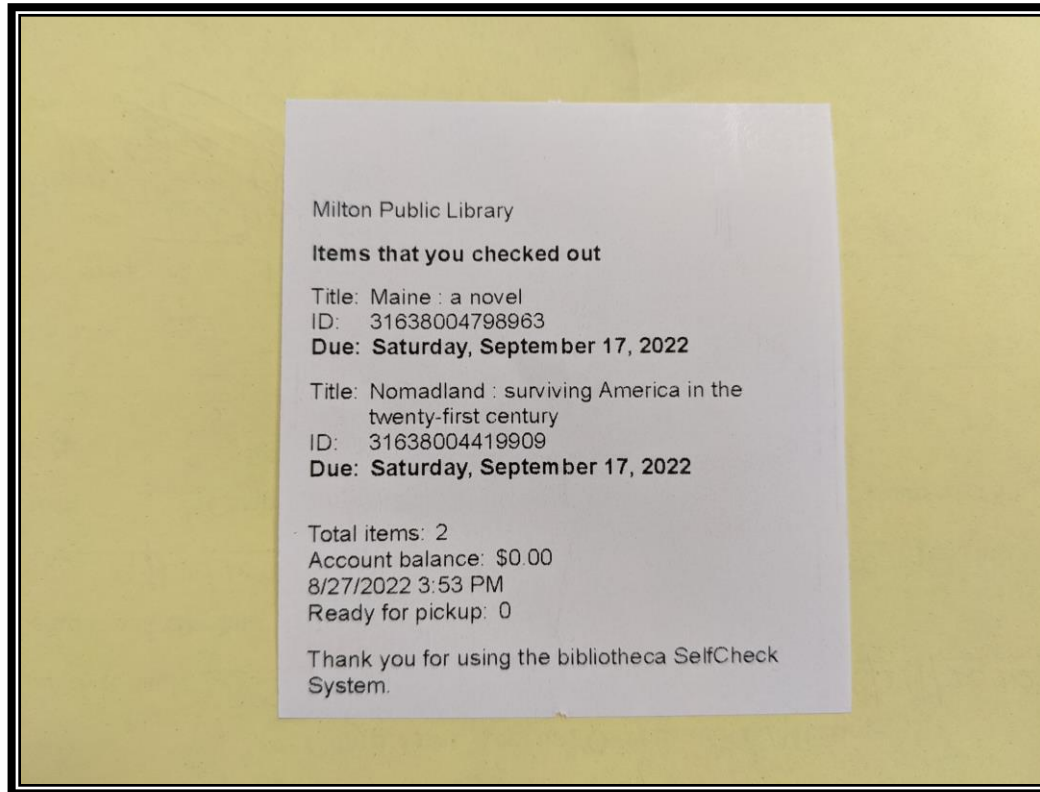 Milton Public Library
Items that you checked out
Title: Maine : a novel
ID: 31638004798963
Due: Saturday, September 17, 2022
Title: Nomadland : surviving America in the
twenty-first century
ID: 31638004419909
Due: Saturday, September 17, 2022
Total items: 2
Account balance: $0.00
8/27/2022 3:53 PM
Ready for pickup: 0
Thank you for using the bibliotheca SelfCheck
System.